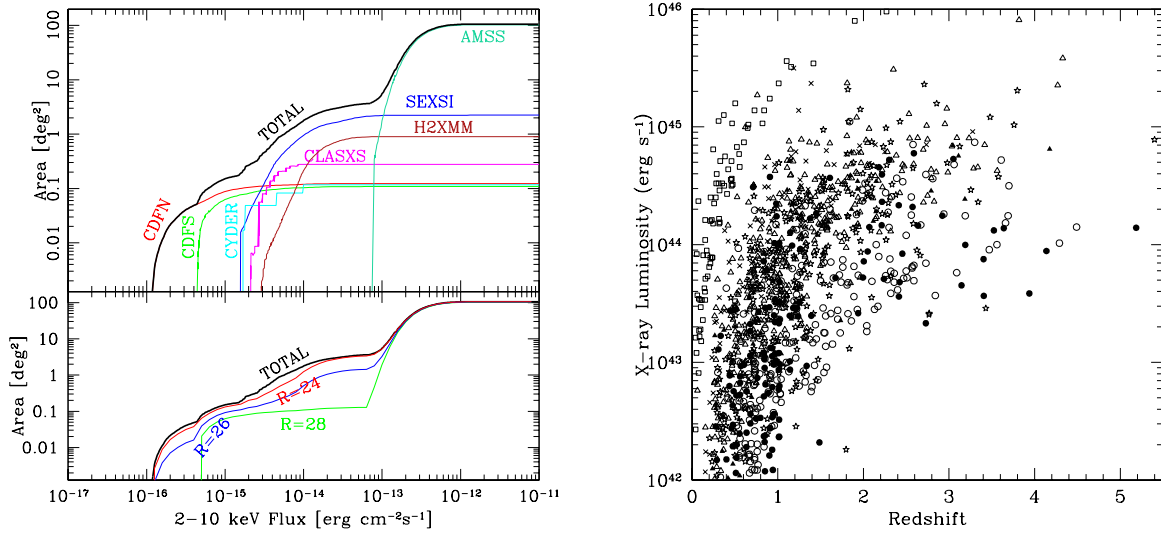 100
10
1
0.1
0.01
Area [deg²]
TOTAL
AMSS
SEXSI
H2XMM
CLASXS
CDFN
CDFS
CYDER
100
10
1
0.1
0.01
Area [deg²]
TOTAL
R=24
R=26
R=28
10⁻¹⁷ 10⁻¹⁶ 10⁻¹⁵ 10⁻¹⁴ 10⁻¹³ 10⁻¹² 10⁻¹¹
2−10 keV Flux [erg cm⁻²s⁻¹]
10⁴⁶
10⁴⁵
10⁴⁴
10⁴³
10⁴²
X−ray Luminosity (erg s⁻¹)
0 1 2 3 4 5
Redshift